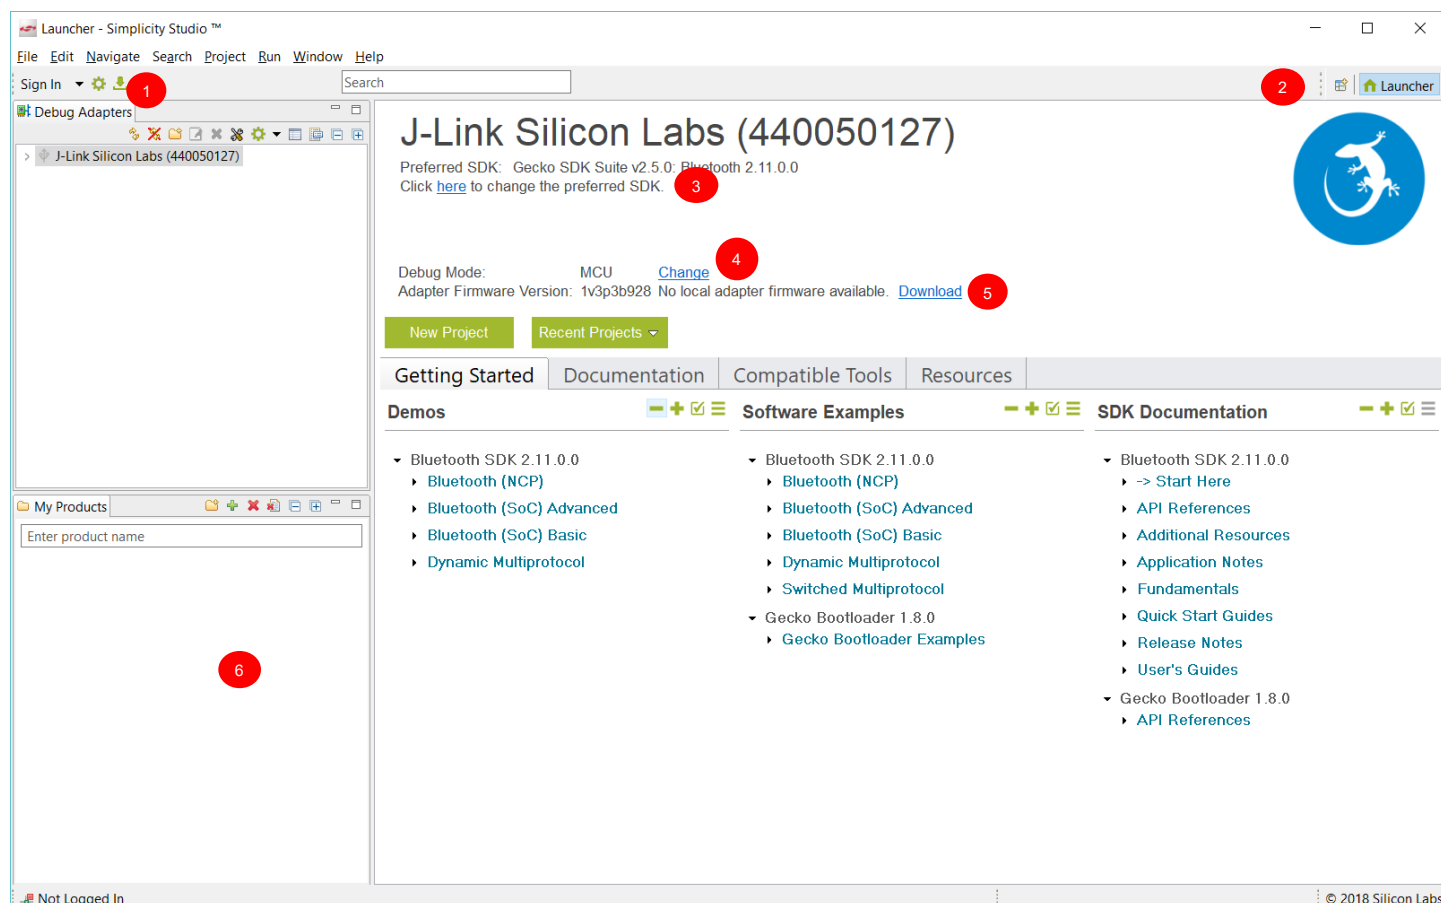 Launcher - Simplicity Studio ™
File Edit Navigate Search Project Run Window Help
Sign In
1
Search
2
Launcher
Debug Adapters
J-Link Silicon Labs (440050127)
J-Link Silicon Labs (440050127)
Preferred SDK: Gecko SDK Suite v2.5.0: Bluetooth 2.11.0.0
Click here to change the preferred SDK.
3
4
Debug Mode: MCU Change
Adapter Firmware Version: 1v3p3b928 No local adapter firmware available. Download
5
New Project
Recent Projects
Getting Started
Documentation
Compatible Tools
Resources
Demos
Bluetooth SDK 2.11.0.0
Bluetooth (NCP)
Bluetooth (SoC) Advanced
Bluetooth (SoC) Basic
Dynamic Multiprotocol
Software Examples
Bluetooth SDK 2.11.0.0
Bluetooth (NCP)
Bluetooth (SoC) Advanced
Bluetooth (SoC) Basic
Dynamic Multiprotocol
Switched Multiprotocol
Gecko Bootloader 1.8.0
Gecko Bootloader Examples
SDK Documentation
Bluetooth SDK 2.11.0.0
-> Start Here
API References
Additional Resources
Application Notes
Fundamentals
Quick Start Guides
Release Notes
User's Guides
Gecko Bootloader 1.8.0
API References
My Products
Enter product name
6
Not Logged In
© 2018 Silicon Labs